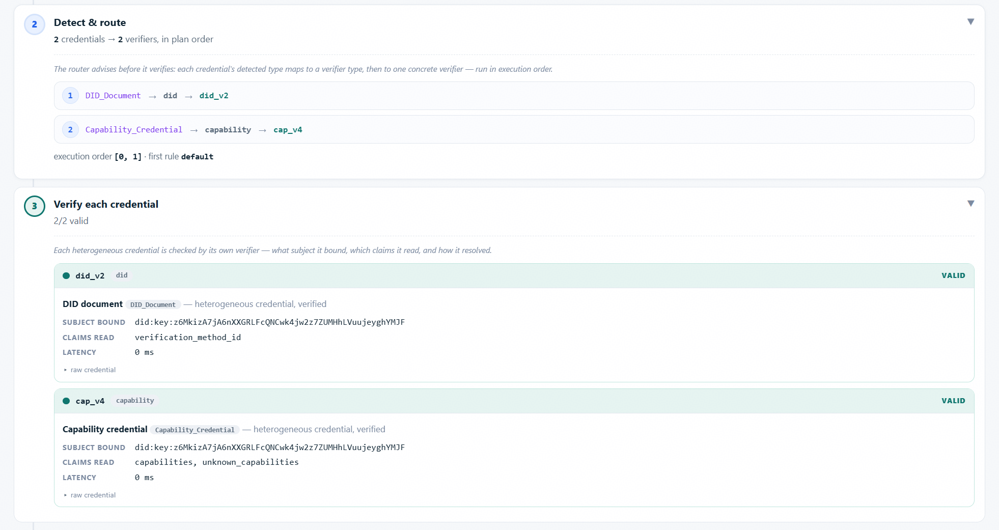 2
Detect & route
▼
2 credentials → 2 verifiers, in plan order
The router advises before it verifies: each credential's detected type maps to a verifier type, then to one concrete verifier — run in execution order.
1 DID_Document → did → did_v2
2 Capability_Credential → capability → cap_v4
execution order [0, 1] · first rule default
3
Verify each credential
▼
2/2 valid
Each heterogeneous credential is checked by its own verifier — what subject it bound, which claims it read, and how it resolved.
did_v2 did VALID
DID document DID_Document — heterogeneous credential, verified
SUBJECT BOUND did:key:z6MkizA7jA6nXXGRLFcQNCwk4jw2z7ZUMHhLVuujeyghYMJF
CLAIMS READ verification_method_id
LATENCY 0 ms
▸ raw credential
cap_v4 capability VALID
Capability credential Capability_Credential — heterogeneous credential, verified
SUBJECT BOUND did:key:z6MkizA7jA6nXXGRLFcQNCwk4jw2z7ZUMHhLVuujeyghYMJF
CLAIMS READ capabilities, unknown_capabilities
LATENCY 0 ms
▸ raw credential